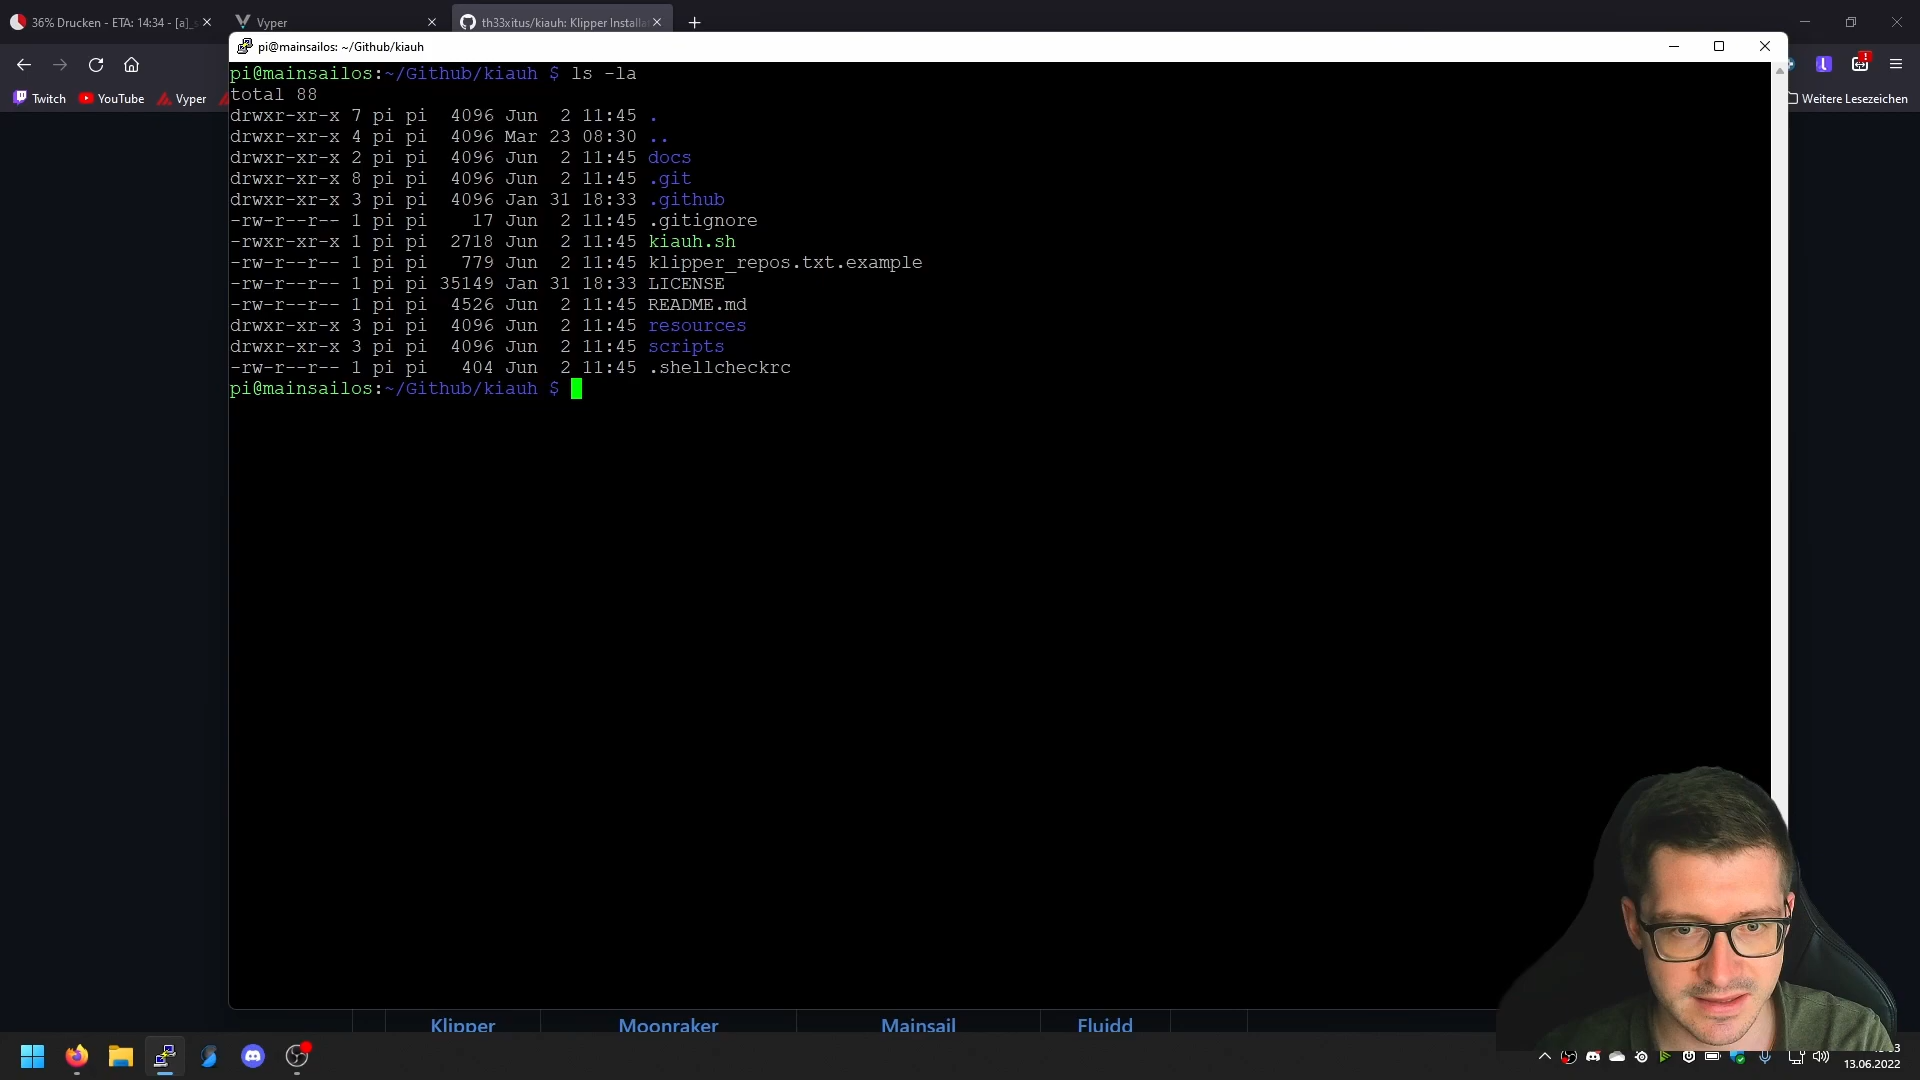 36% Drucken - ETA: 14:34 - [a]_
Vyper
th33xitus/kiauh: Klipper Installa
pi@mainsailos: ~/Github/kiauh
Twitch
YouTube
Vyper
Weitere Lesezeichen
pi@mainsailos:~/Github/kiauh $ ls -la
total 88
drwxr-xr-x 7 pi pi  4096 Jun  2 11:45 .
drwxr-xr-x 4 pi pi  4096 Mar 23 08:30 ..
drwxr-xr-x 2 pi pi  4096 Jun  2 11:45 docs
drwxr-xr-x 8 pi pi  4096 Jun  2 11:45 .git
drwxr-xr-x 3 pi pi  4096 Jan 31 18:33 .github
-rw-r--r-- 1 pi pi    17 Jun  2 11:45 .gitignore
-rwxr-xr-x 1 pi pi  2718 Jun  2 11:45 kiauh.sh
-rw-r--r-- 1 pi pi   779 Jun  2 11:45 klipper_repos.txt.example
-rw-r--r-- 1 pi pi 35149 Jan 31 18:33 LICENSE
-rw-r--r-- 1 pi pi  4526 Jun  2 11:45 README.md
drwxr-xr-x 3 pi pi  4096 Jun  2 11:45 resources
drwxr-xr-x 3 pi pi  4096 Jun  2 11:45 scripts
-rw-r--r-- 1 pi pi   404 Jun  2 11:45 .shellcheckrc
pi@mainsailos:~/Github/kiauh $
Klipper
Moonraker
Mainsail
Fluidd
13.06.2022